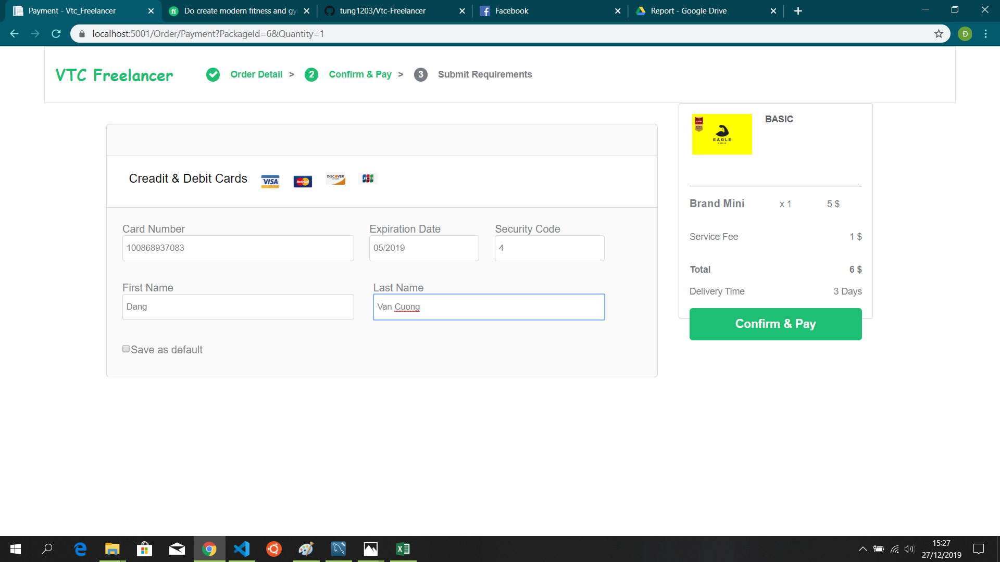 Payment - Vtc_Freelancer
Do create modern fitness and gy
tung1203/Vtc-Freelancer
Facebook
Report - Google Drive
localhost:5001/Order/Payment?PackageId=6&Quantity=1
Đ
VTC Freelancer
Order Detail >
2 Confirm & Pay >
3 Submit Requirements
BASIC
EAGLE
Creadit & Debit Cards
VISA
MasterCard
DISCOVER
JCB
Brand Mini x 1 5 $
Card Number
Expiration Date
Security Code
100868937083
05/2019
4
Service Fee 1 $
Total 6 $
First Name
Last Name
Delivery Time 3 Days
Dang
Van Cuong
Confirm & Pay
Save as default
15:27
27/12/2019